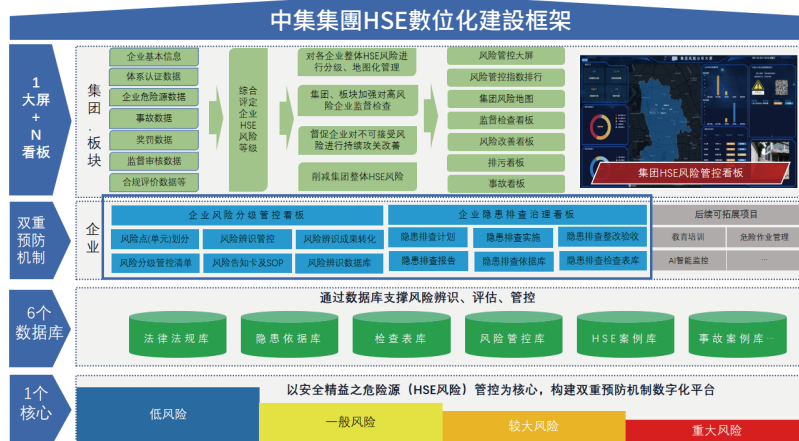 中集集團HSE數位化建設框架
1
大屏
+
N
看板
集团·板块
企业基本信息
体系认证数据
企业危险源数据
事故数据
奖罚数据
监督审核数据
合规评价数据等
综合
评定
企业
HSE
风险
等级
对各企业整体HSE风险进
行分级、地图化管理
集团、板块加强对高风
险企业监督检查
督促企业对不可接受风
险进行持续攻关改善
削减集团整体HSE风险
风险管控大屏
风险管控指数排行
集团风险地图
监督检查看板
风险改善看板
排污看板
事故看板
集团HSE风险管控看板
双重
预防
机制
企业
企业风险分级管控看板
风险点(单元)划分
风险辨识管控
风险辨识成果转化
风险分级管控清单
风险告知卡及SOP
风险辨识数据库
企业隐患排查治理看板
隐患排查计划
隐患排查实施
隐患排查整改验收
隐患排查报告
隐患排查依据库
隐患排查检查表库
后续可拓展项目
教育培训
危险作业管理
AI智能监控
…
6个
数据库
通过数据库支撑风险辨识、评估、管控
法律法规库
隐患依据库
检查表库
风险管控库
HSE案例库
事故案例库…
1个
核心
以安全精益之危险源（HSE风险）管控为核心，构建双重预防机制数字化平台
低风险
一般风险
较大风险
重大风险